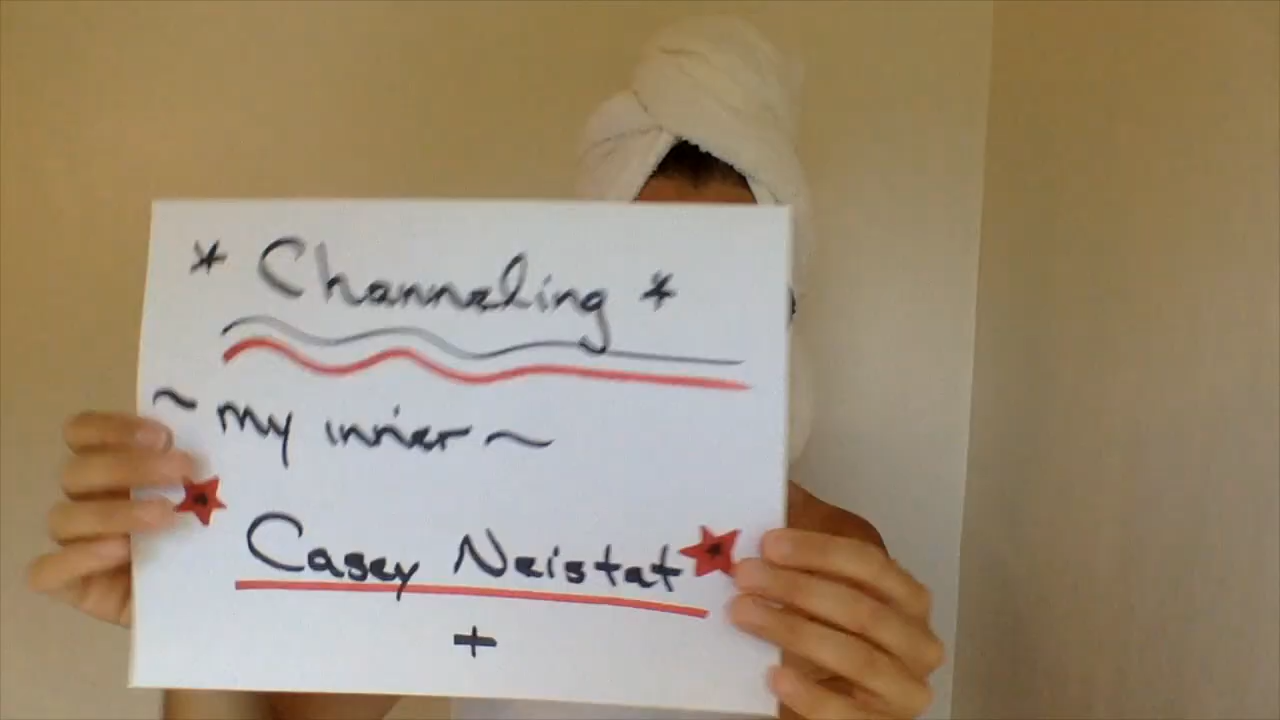 * Channeling *
~ my inner ~
Casey Neistat
+